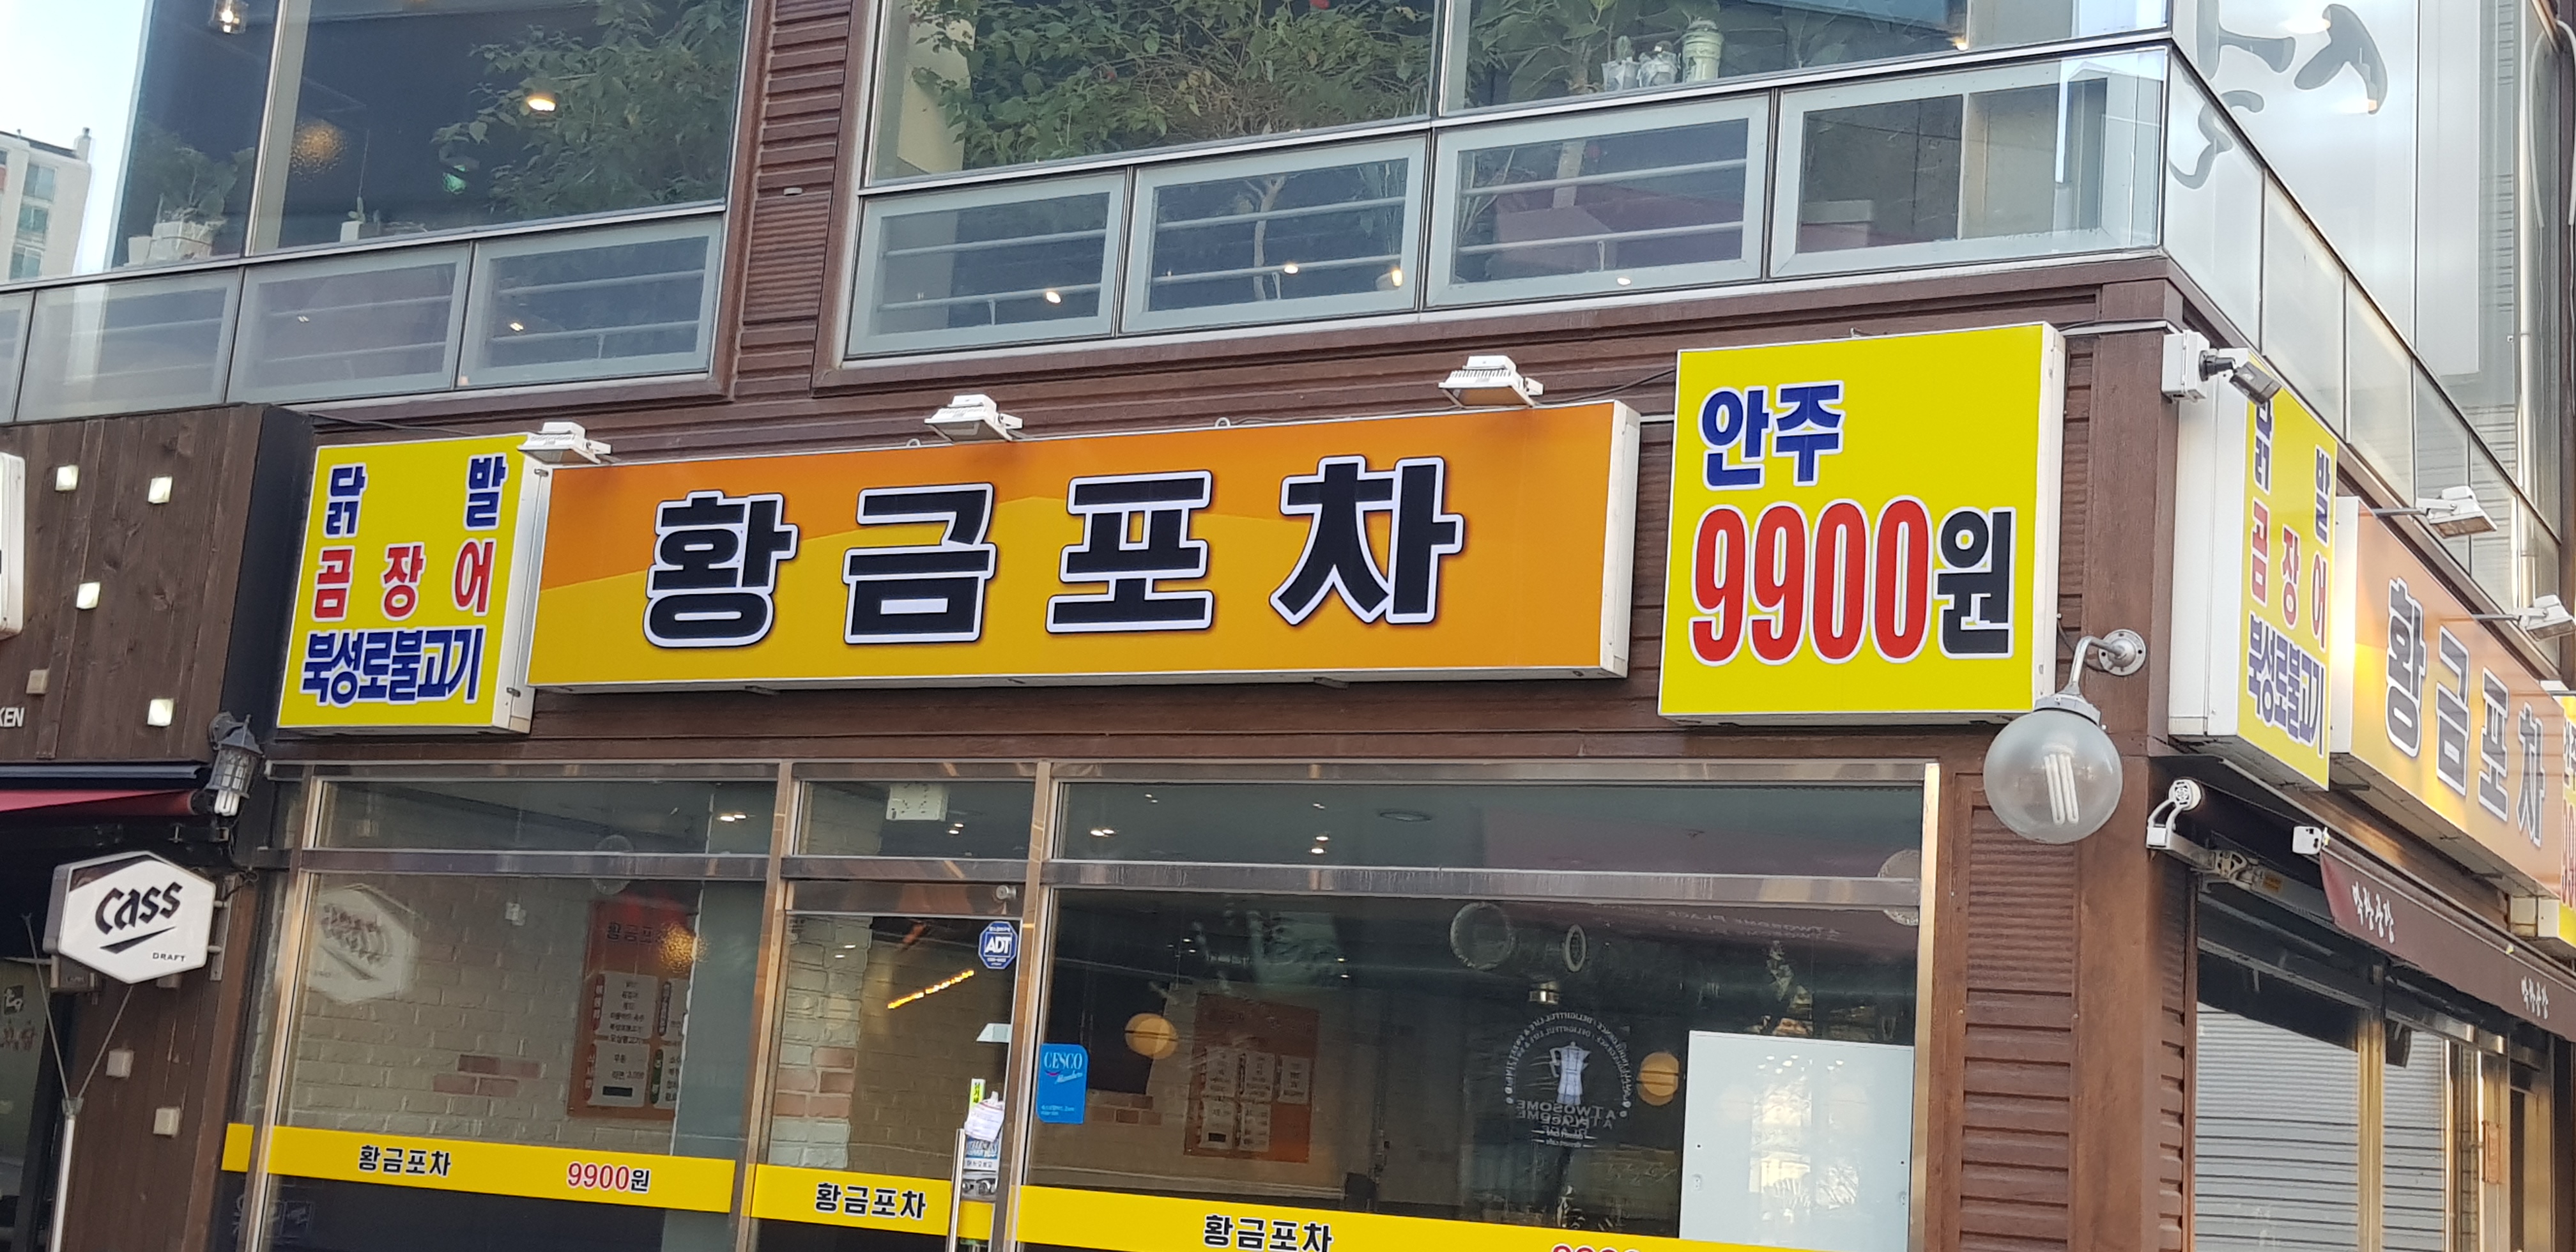 닭 발
곰 장 어
북성로불고기
황금포차
안주
9900원
닭 발
곰 장 어
북성로불고기
황금포차
KEN
cass
DRAFT
ADT
CESCO
황금포차
9900원
황금포차
황금포차
A TWOSOME
PLACE